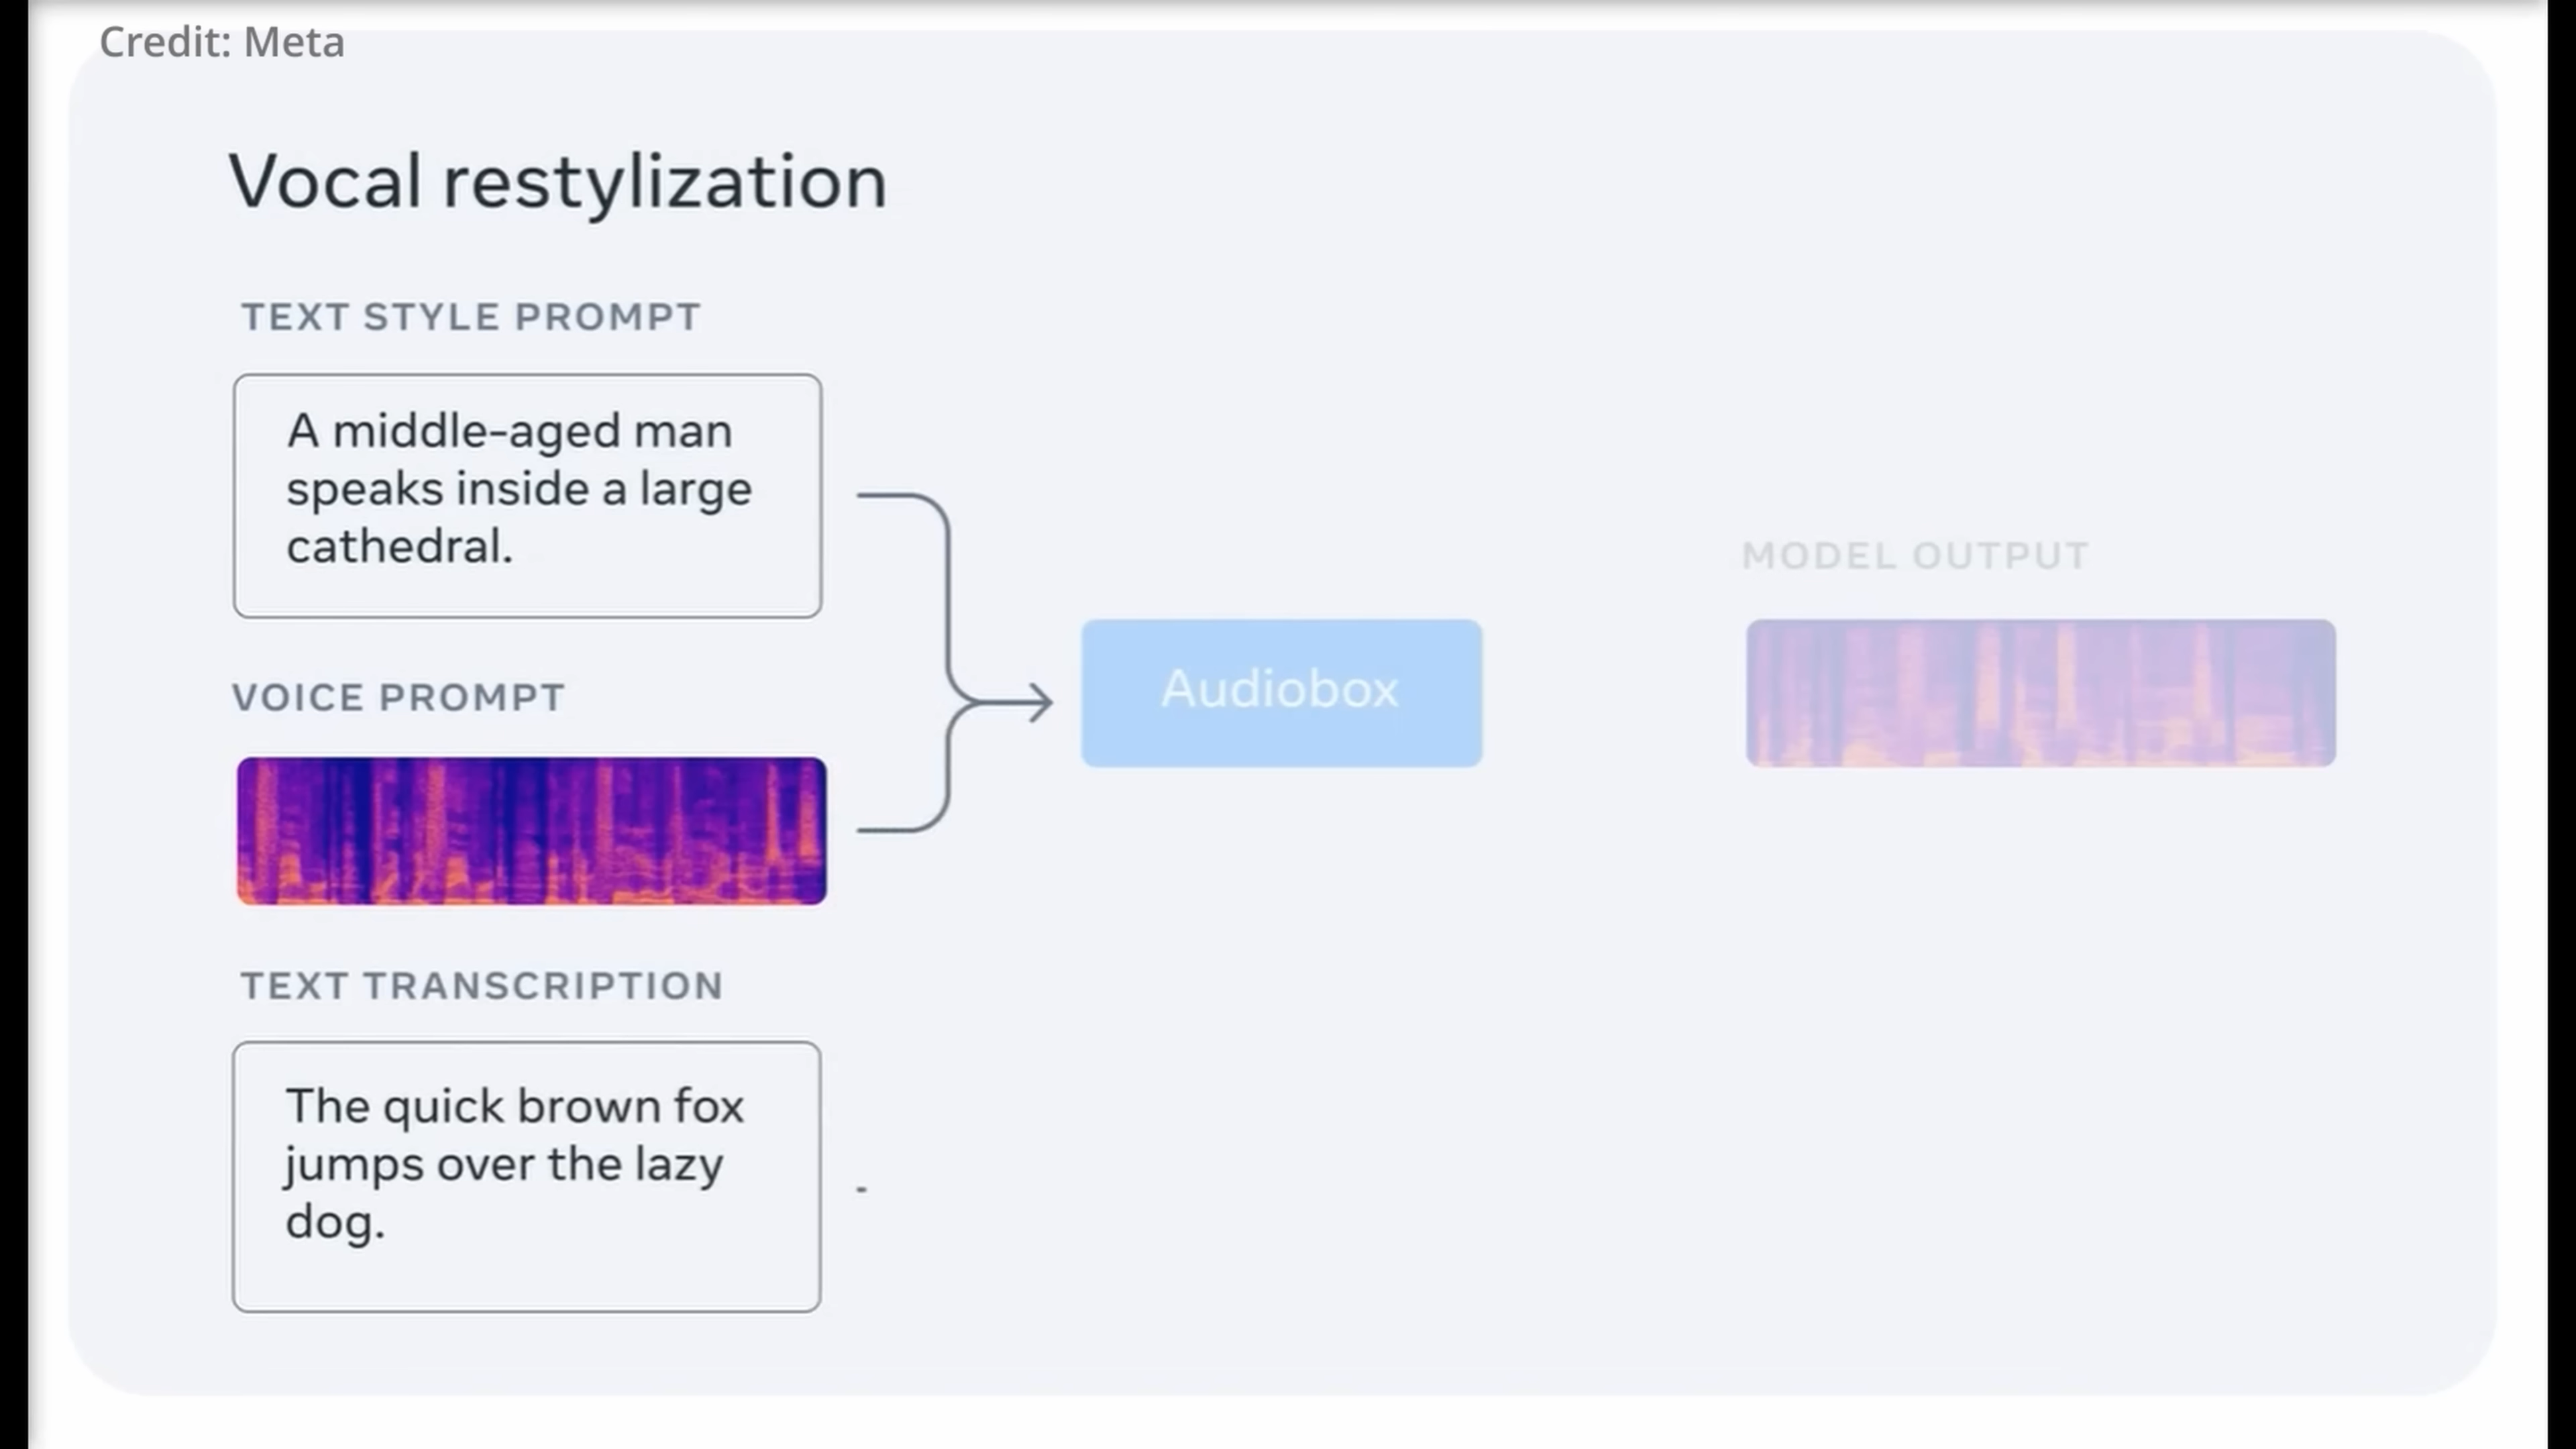 Credit: Meta
Vocal restylization
TEXT STYLE PROMPT
A middle-aged man
speaks inside a large
cathedral.
VOICE PROMPT
Audiobox
MODEL OUTPUT
TEXT TRANSCRIPTION
The quick brown fox
jumps over the lazy
dog.